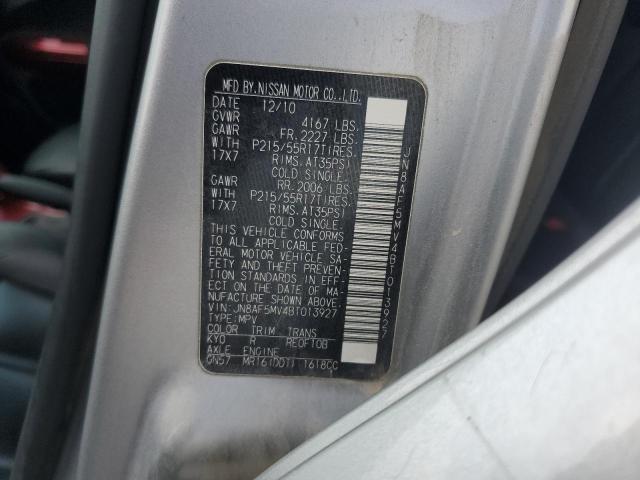 MFD BY.NISSAN MOTOR CO.,LTD.
DATE 12/10
GVWR 4167 LBS.
GAWR FR.2227 LBS.
WITH P215/55R17TIRES.
17X7 RIMS.AT35PSI
COLD SINGLE.
GAWR RR.2006 LBS.
WITH P215/55R17TIRES.
17X7 RIMS.AT35PSI
COLD SINGLE.
THIS VEHICLE CONFORMS
TO ALL APPLICABLE FED-
ERAL MOTOR VEHICLE SA-
FETY AND THEFT PREVEN-
TION STANDARDS IN EFF-
ECT ON THE DATE OF MA-
NUFACTURE SHOWN ABOVE.
VIN:JN8AF5MV4BT013927
TYPE:MPV
COLOR TRIM TRANS
KY0 R RE0F10B
AXLE ENGINE
GN57 MR16(DDT) 1618CC
JN8AF5MV4BT013927